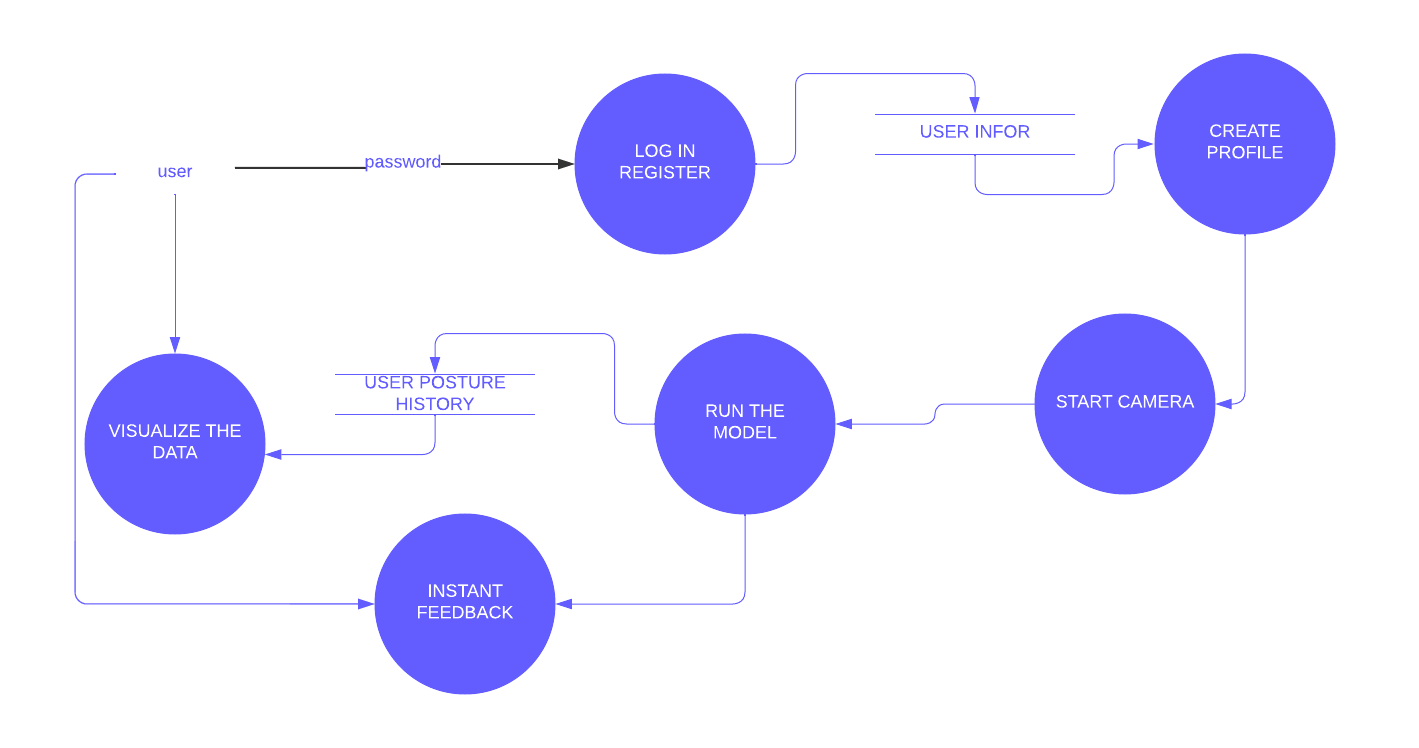 user
password
LOG IN
REGISTER
USER INFOR
CREATE
PROFILE
VISUALIZE THE
DATA
USER POSTURE
HISTORY
RUN THE
MODEL
START CAMERA
INSTANT
FEEDBACK